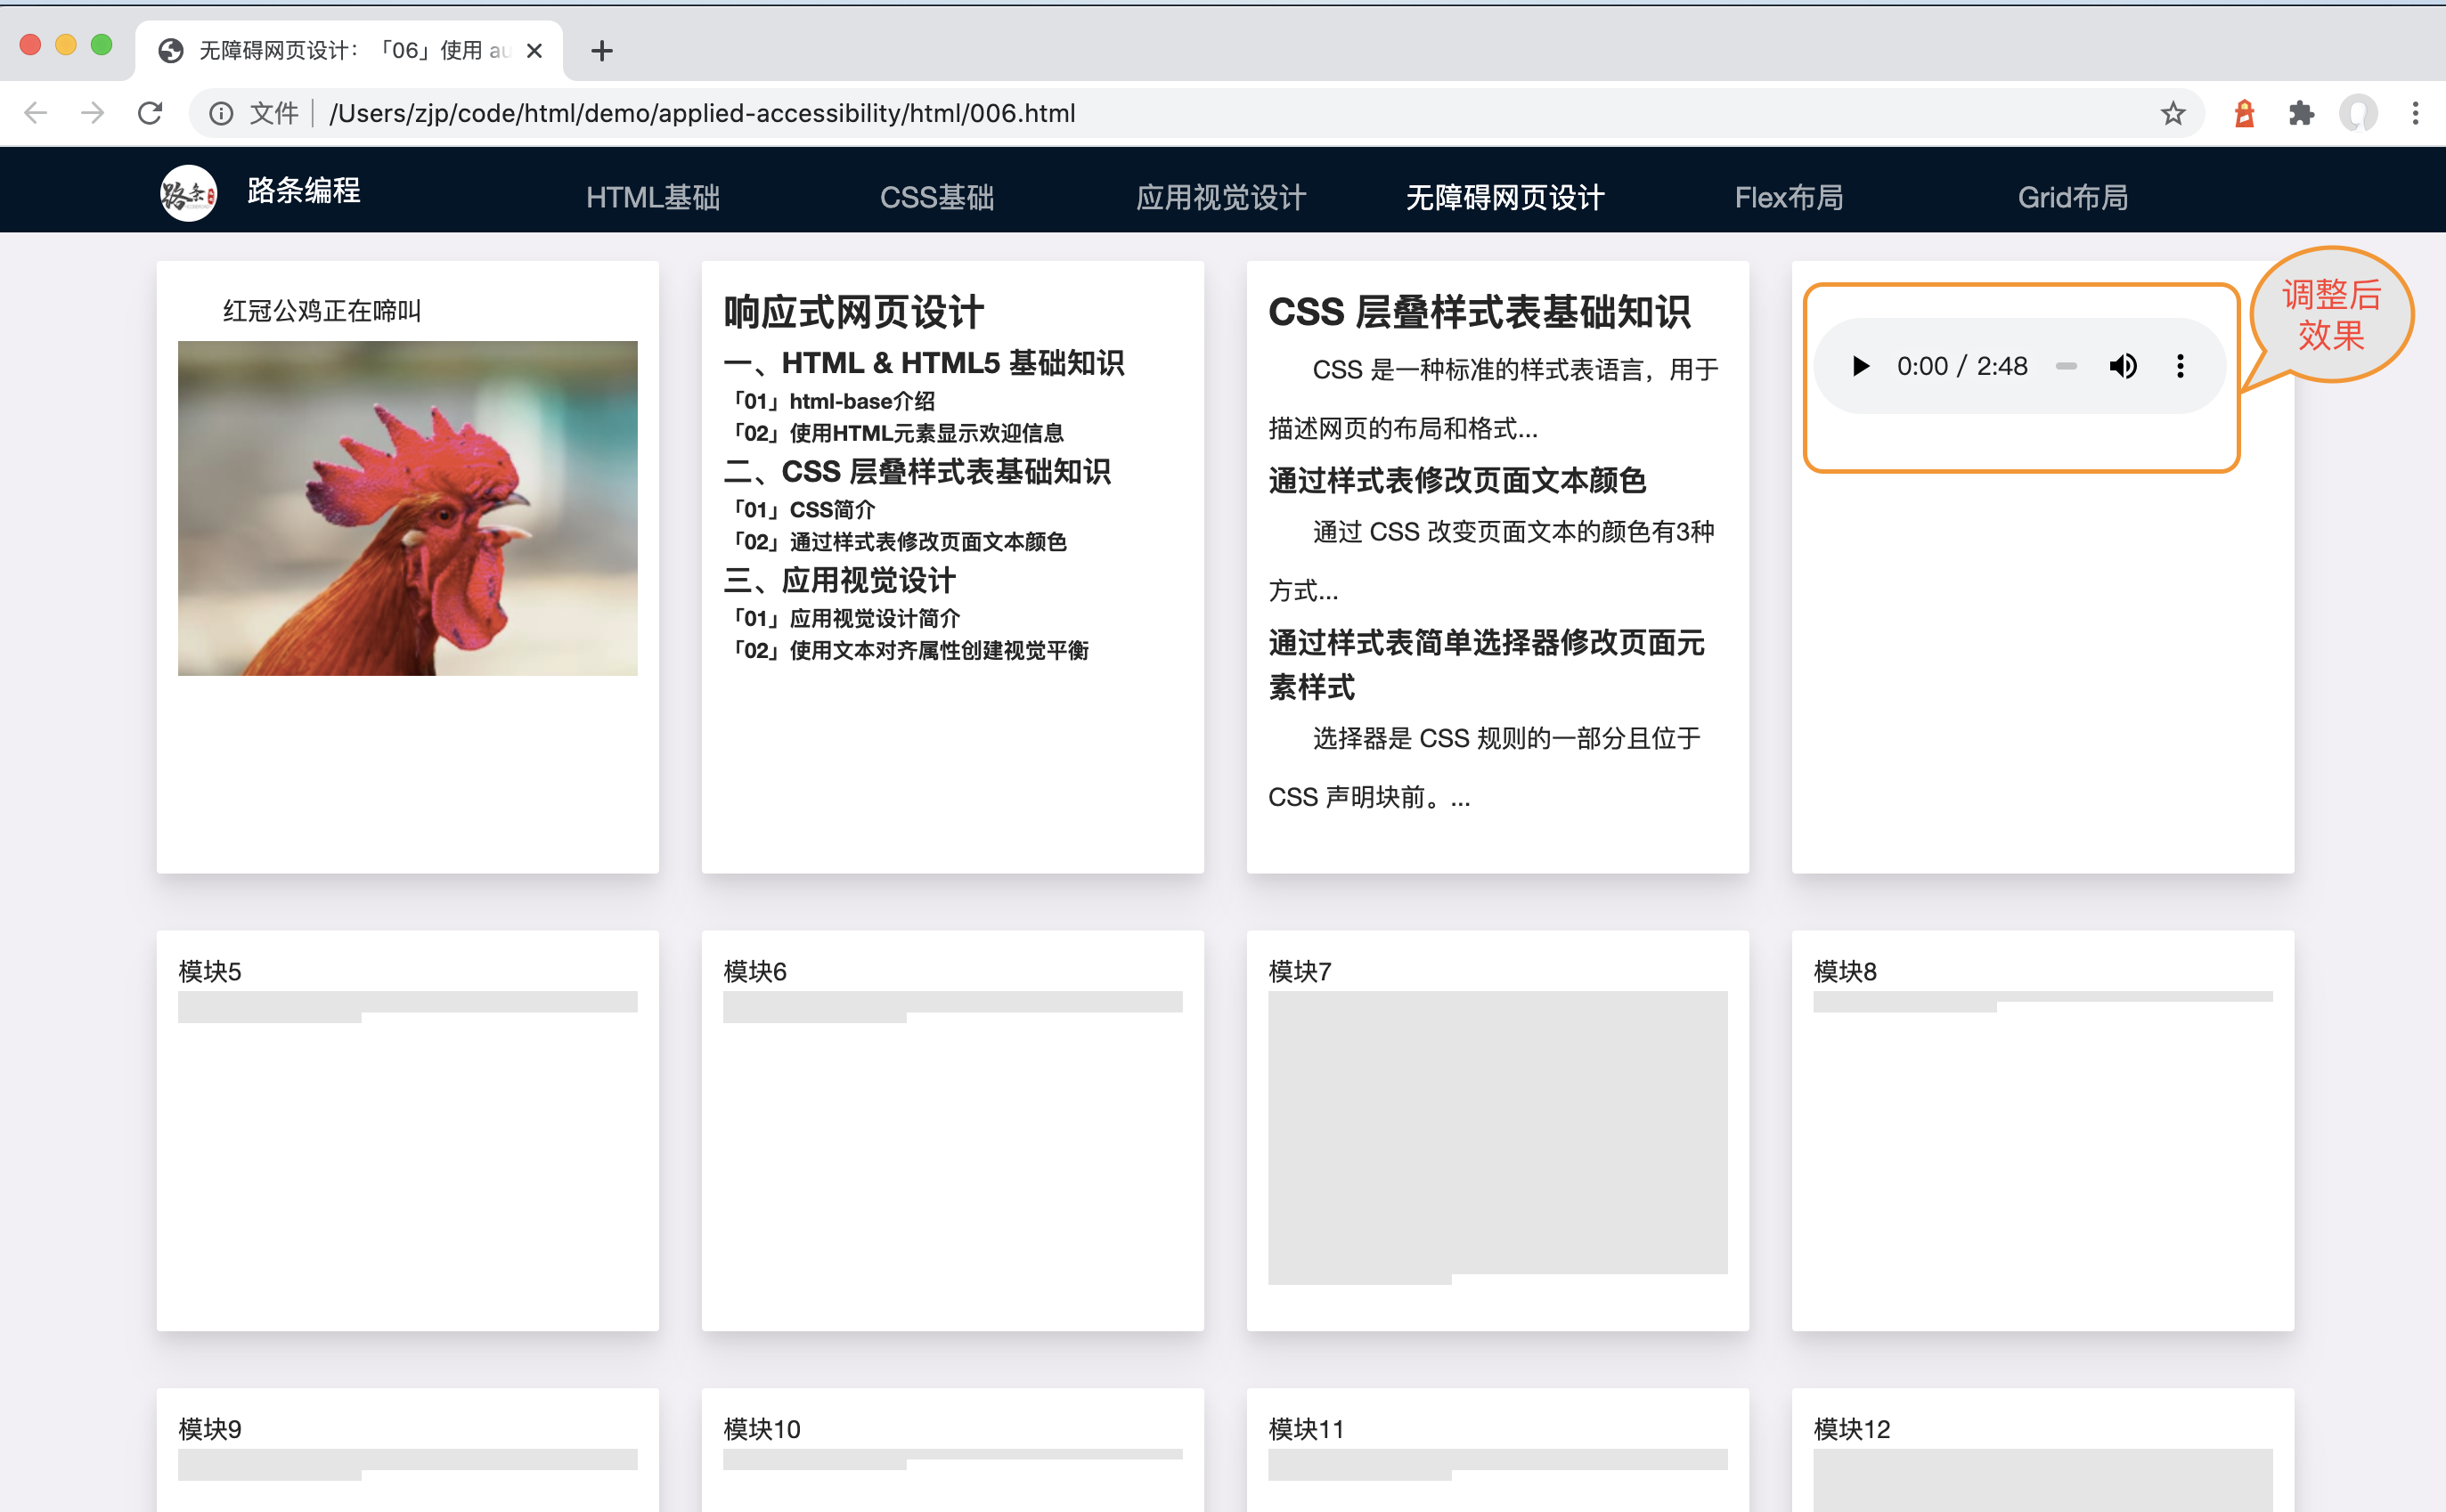 无障碍网页设计：「06」使用 au
文件 /Users/zjp/code/html/demo/applied-accessibility/html/006.html
路条 路条编程 HTML基础 CSS基础 应用视觉设计 无障碍网页设计 Flex布局 Grid布局
红冠公鸡正在啼叫
响应式网页设计
一、HTML & HTML5 基础知识
「01」html-base介绍
「02」使用HTML元素显示欢迎信息
二、CSS 层叠样式表基础知识
「01」CSS简介
「02」通过样式表修改页面文本颜色
三、应用视觉设计
「01」应用视觉设计简介
「02」使用文本对齐属性创建视觉平衡
CSS 层叠样式表基础知识
CSS 是一种标准的样式表语言，用于
描述网页的布局和格式...
通过样式表修改页面文本颜色
通过 CSS 改变页面文本的颜色有3种
方式...
通过样式表简单选择器修改页面元
素样式
选择器是 CSS 规则的一部分且位于
CSS 声明块前。...
0:00 / 2:48
调整后
效果
模块5
模块6
模块7
模块8
模块9
模块10
模块11
模块12